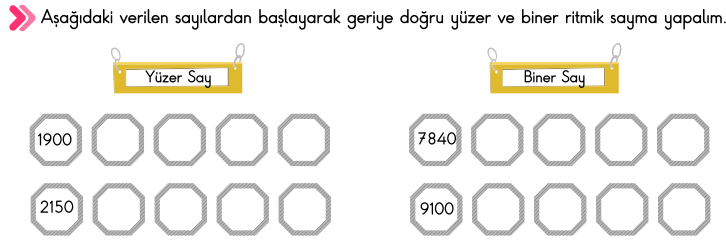 Aşağıdaki verilen sayılardan başlayarak geriye doğru yüzer ve biner ritmik sayma yapalım.
Yüzer Say
Biner Say
1900
7840
2150
9100